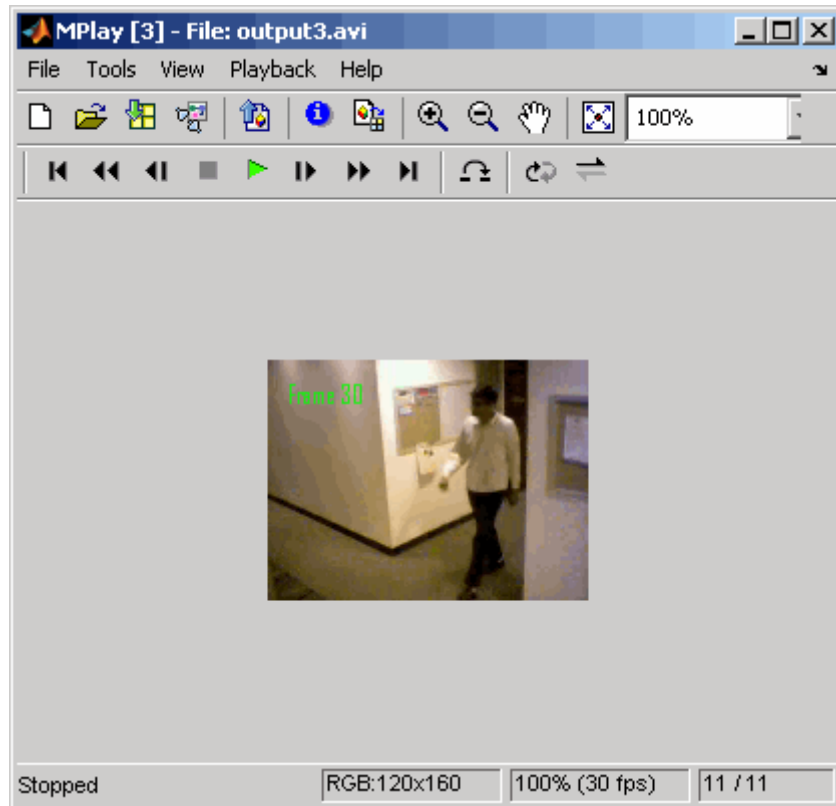 MPlay [3] - File: output3.avi
File Tools View Playback Help
100%
Frame 30
Stopped
RGB:120x160
100% (30 fps)
11 / 11